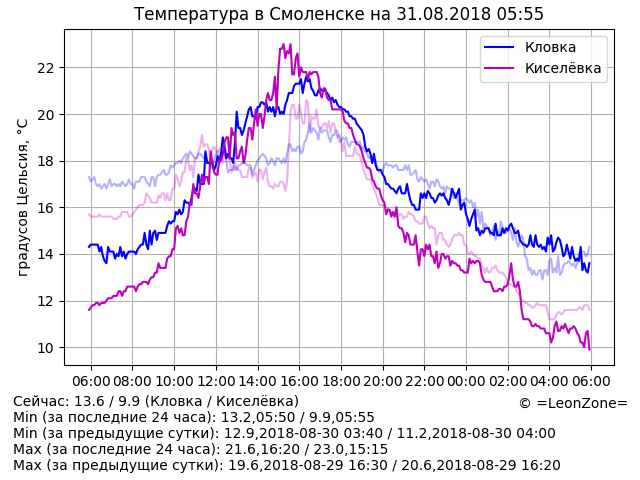 Температура в Смоленске на 31.08.2018 05:55
градусов Цельсия, °C
22
20
18
16
14
12
10
Кловка
Киселёвка
06:00 08:00 10:00 12:00 14:00 16:00 18:00 20:00 22:00 00:00 02:00 04:00 06:00
Сейчас: 13.6 / 9.9 (Кловка / Киселёвка)
© =LeonZone=
Min (за последние 24 часа): 13.2,05:50 / 9.9,05:55
Min (за предыдущие сутки): 12.9,2018-08-30 03:40 / 11.2,2018-08-30 04:00
Max (за последние 24 часа): 21.6,16:20 / 23.0,15:15
Max (за предыдущие сутки): 19.6,2018-08-29 16:30 / 20.6,2018-08-29 16:20